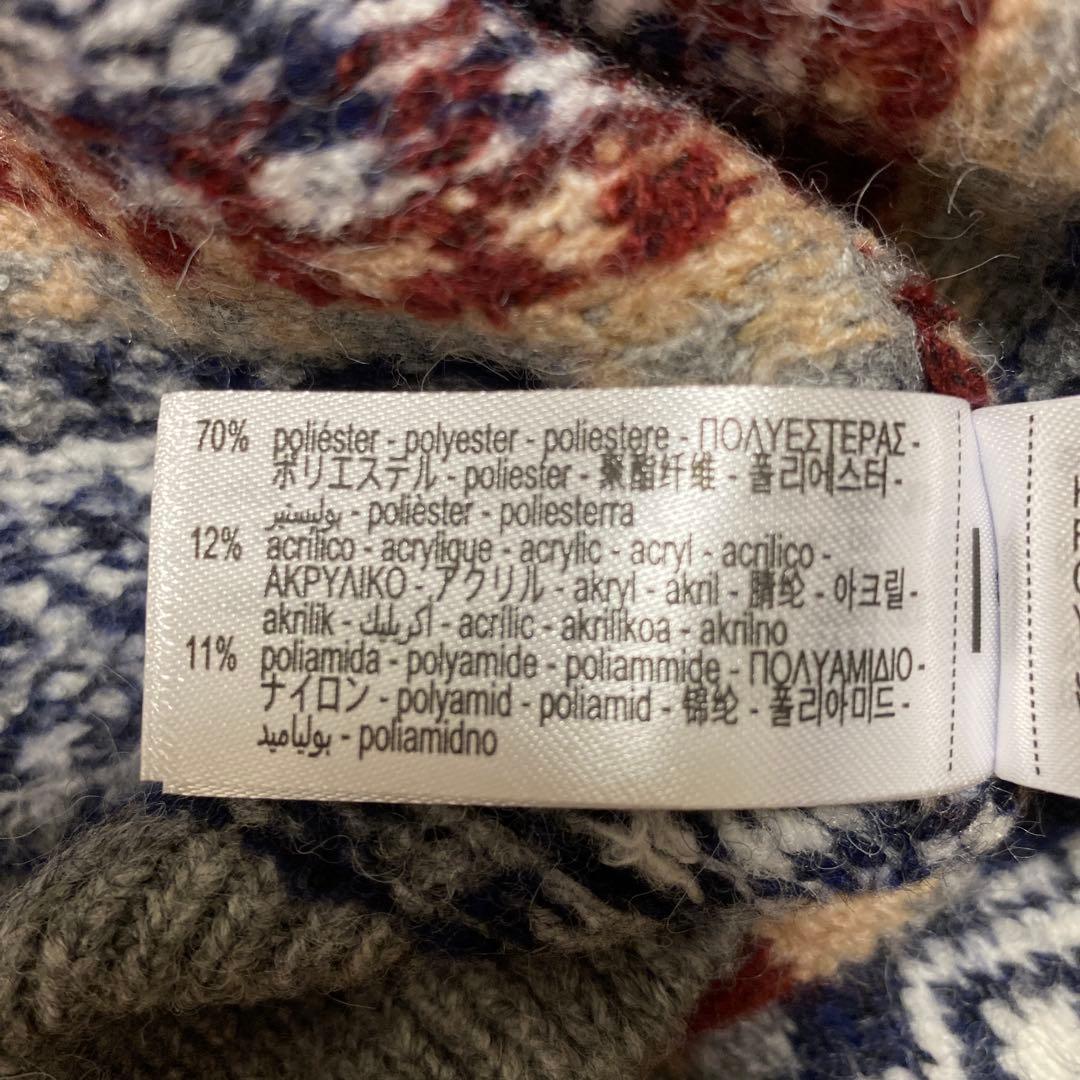 70% poliéster - polyester - poliestere - ΠΟΛΥΕΣΤΕΡΑΣ -
ポリエステル - poliester - 聚酯纤维 - 폴리에스터 -
بوليستير - polièster - poliesterra
12% acrílico - acrylique - acrylic - acryl - acrilico -
ΑΚΡΥΛΙΚΟ - アクリル - akryl - akril - 腈纶 - 아크릴 -
akrilik - أكريليك - acrílic - akrilikoa - akrilno
11% poliamida - polyamide - poliammide - ΠΟΛΥΑΜΙΔΙΟ -
ナイロン - polyamid - poliamid - 锦纶 - 폴리아미드 -
بولياميد - poliamidno